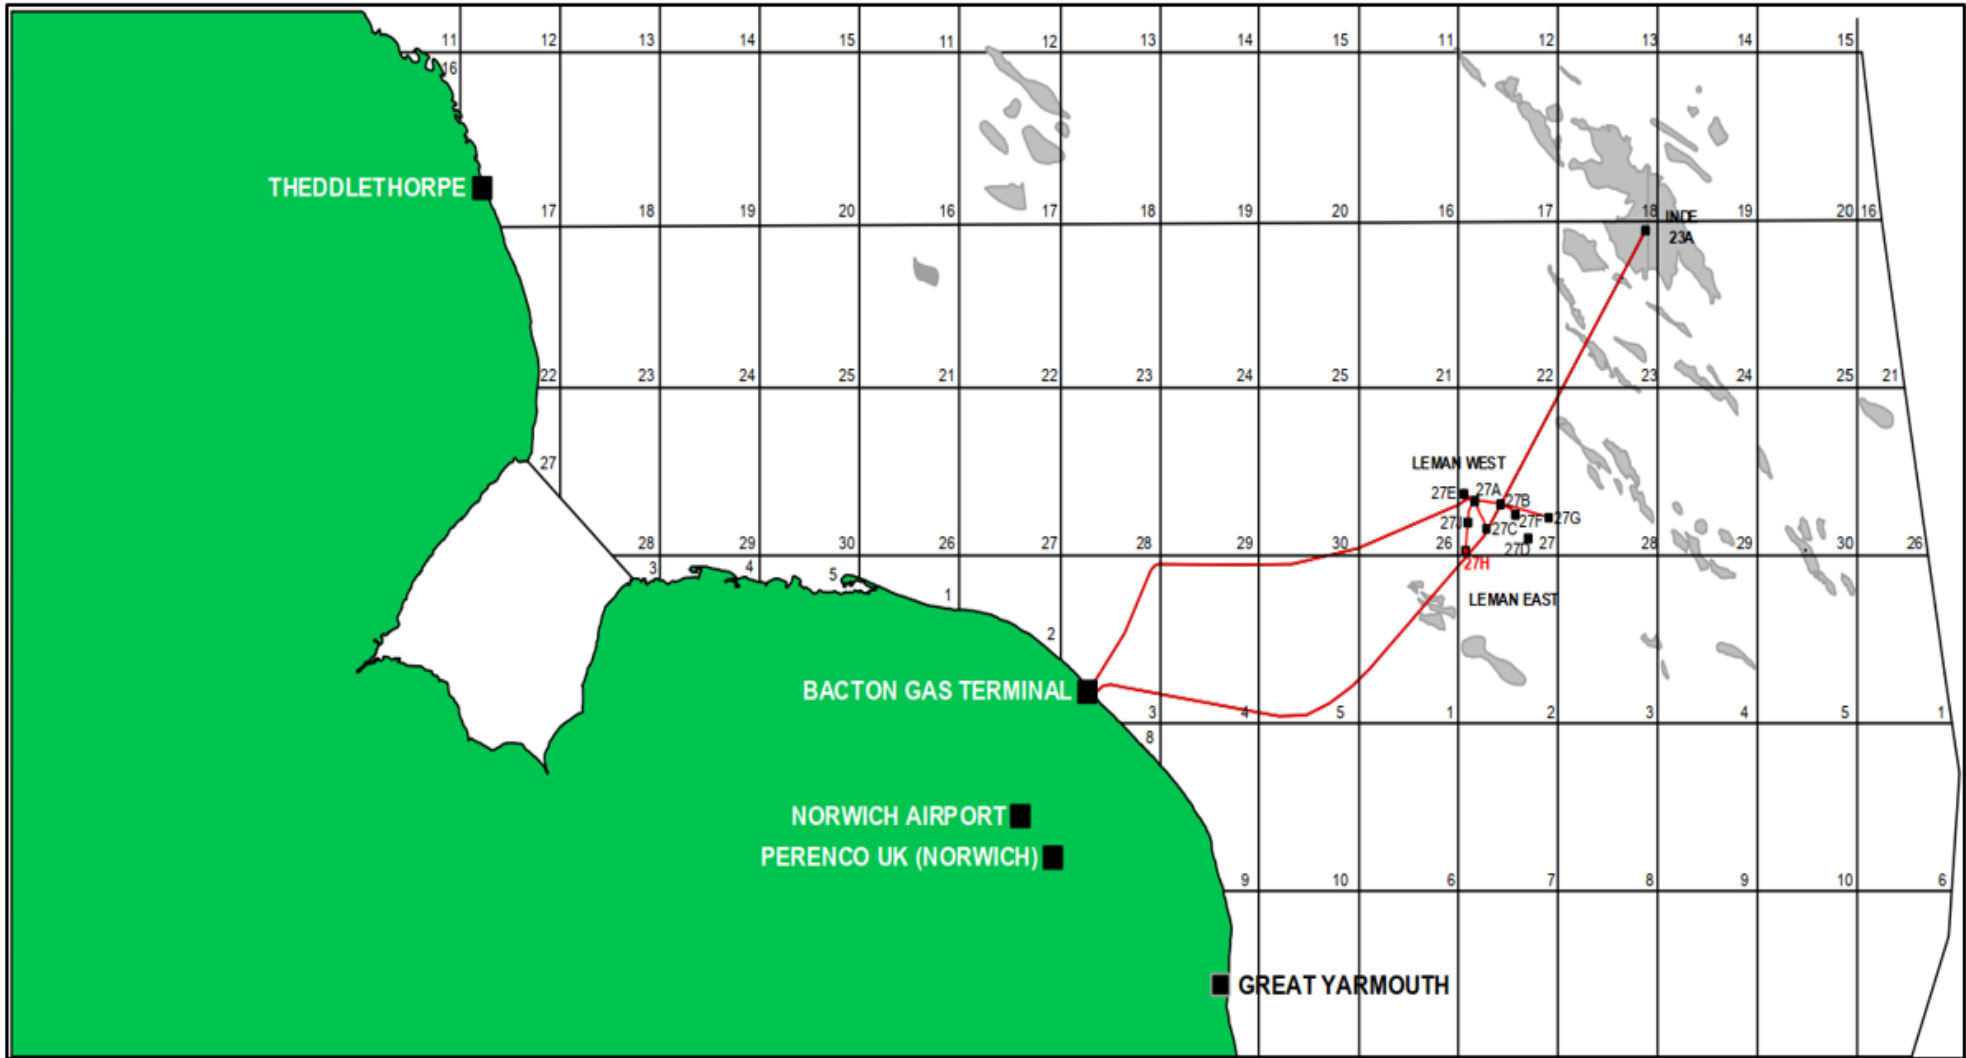 11 12 13 14 15 11 12 13 14 15 11 12 13 14 15
16
THEDDLETHORPE
17 18 19 20 16 17 18 19 20 16 17 18 19 20 16
INDE
23A
22 23 24 25 21 22 23 24 25 21 22 23 24 25 21
LEMAN WEST
27
27E 27A 27B
27J 27C 27F 27G
27D
28 29 30 26 27 28 29 30 26 27 28 29 30 26
27H
3 4 5
1
LEMAN EAST
2
BACTON GAS TERMINAL
3 4 5 1 2 3 4 5 1
8
NORWICH AIRPORT
PERENCO UK (NORWICH)
9 10 6 7 8 9 10 6
GREAT YARMOUTH